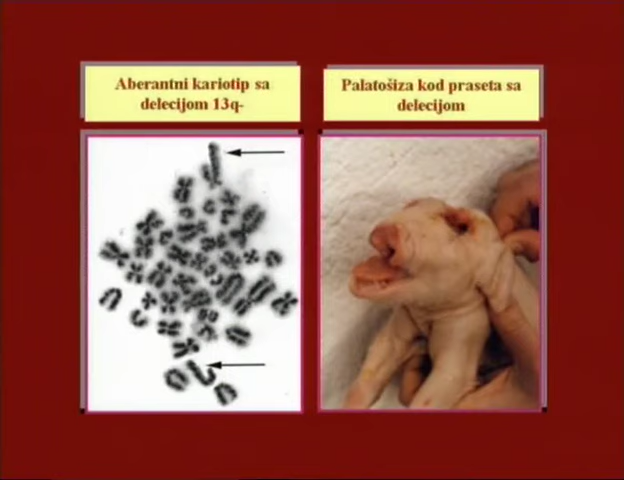 Aberantni kariotip sa
delecijom 13q-
Palatošiza kod praseta sa
delecijom